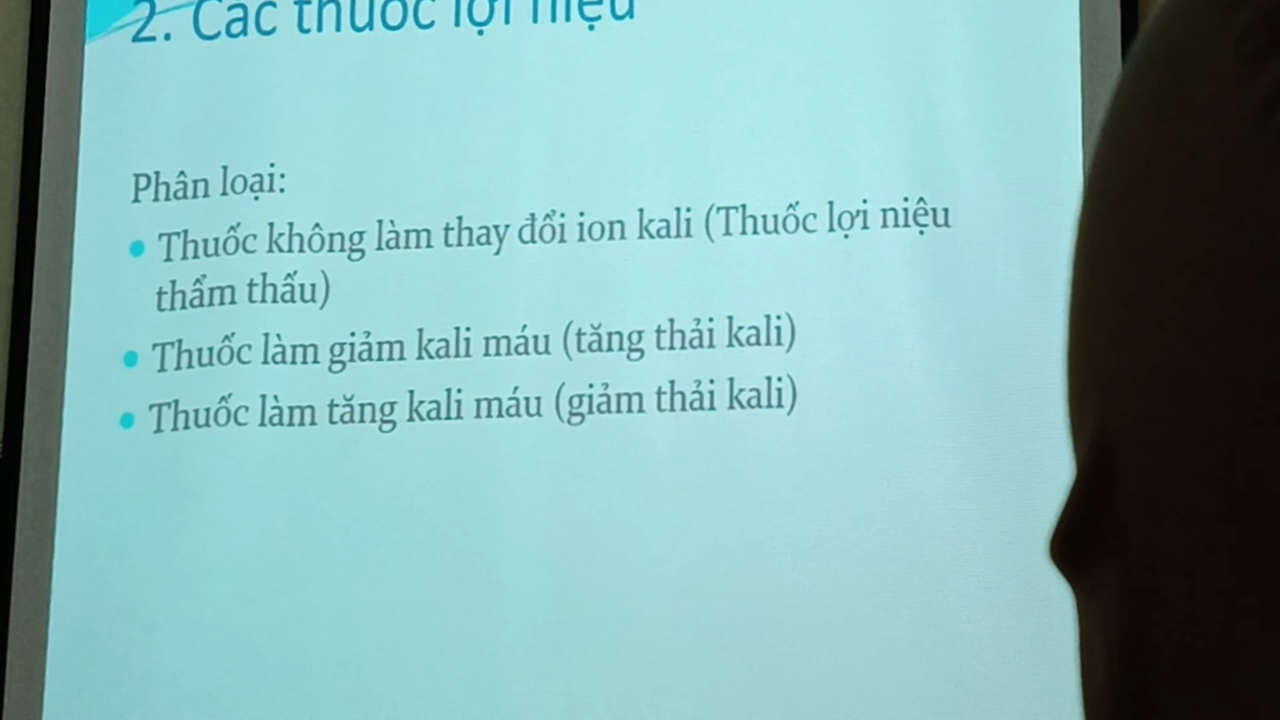 2. Các thuốc lợi niệu
Phân loại:
Thuốc không làm thay đổi ion kali (Thuốc lợi niệu
thẩm thấu)
Thuốc làm giảm kali máu (tăng thải kali)
Thuốc làm tăng kali máu (giảm thải kali)